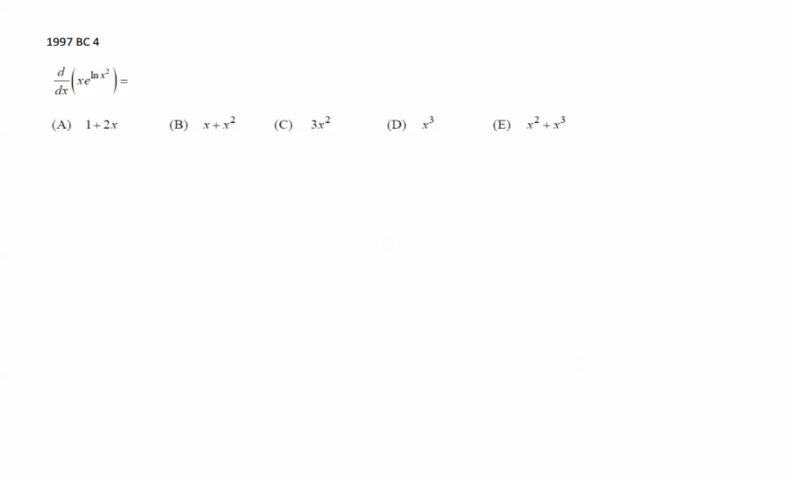 1997 BC 4
d/dx (xe^{ln x²}) =
(A) 1 + 2x (B) x + x² (C) 3x² (D) x³ (E) x² + x³